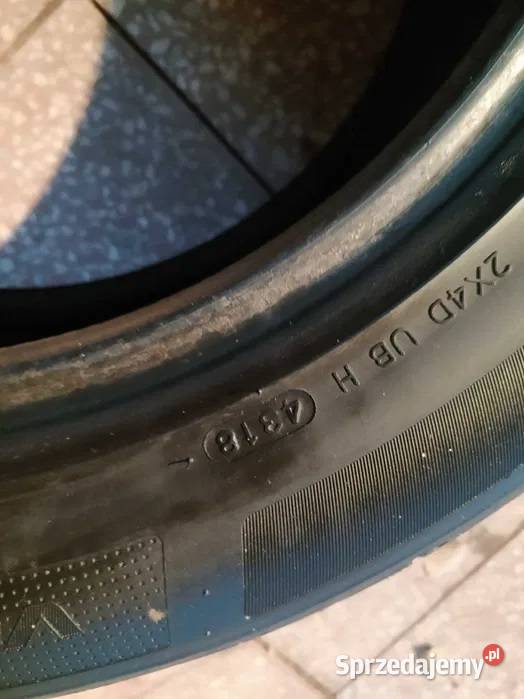 2X4D UB H 4318
Sprzedajemy.pl